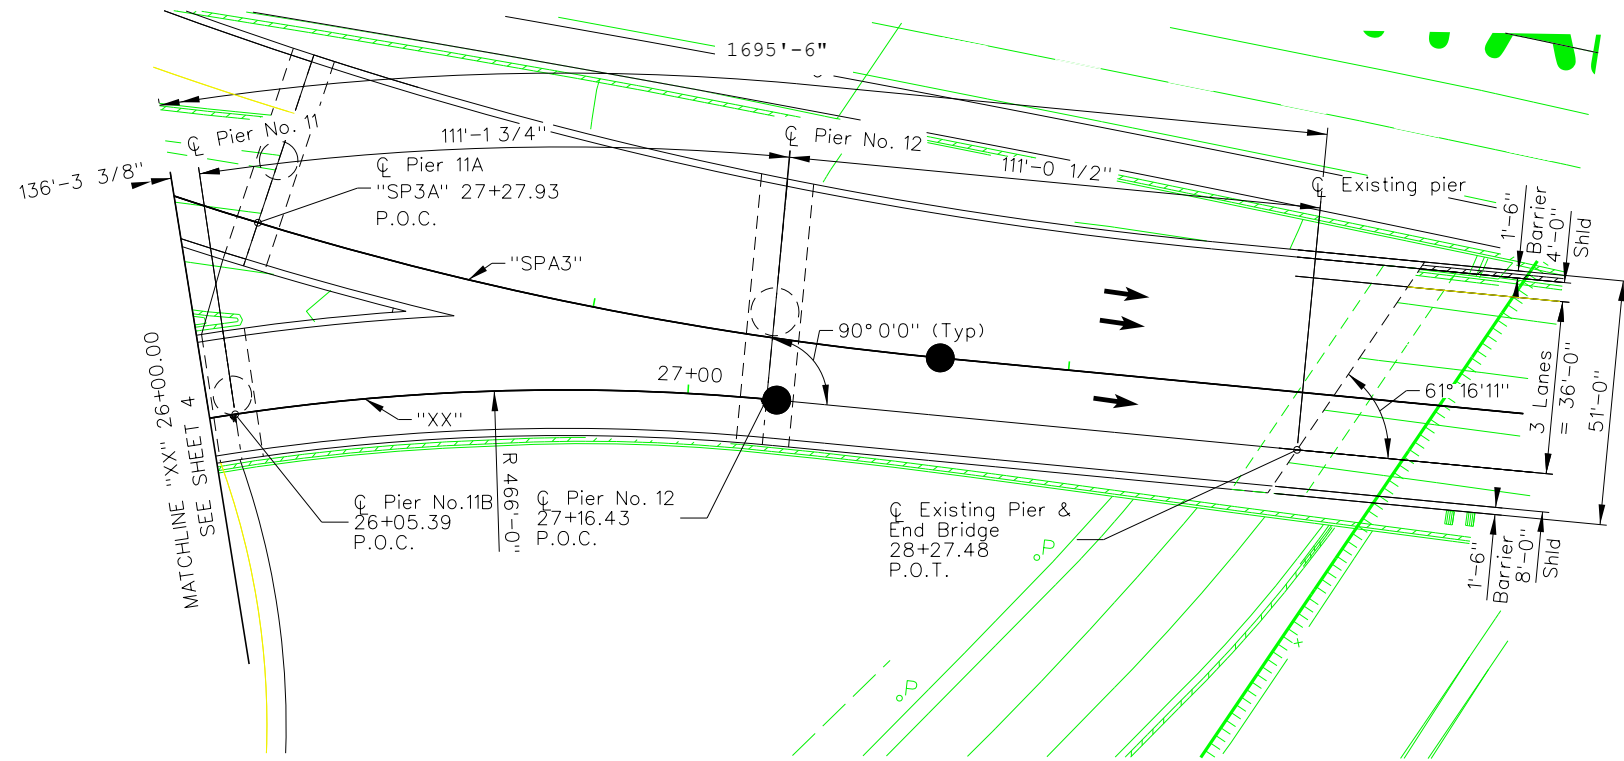 1695'-6"
℄ Pier No. 11
111'-1 3/4"
℄ Pier No. 12
136'-3 3/8"
℄ Pier 11A
"SP3A" 27+27.93
P.O.C.
111'-0 1/2"
℄ Existing pier
1'-6"
Barrier
4'-0"
Shld
"SPA3"
90°0'0" (Typ)
27+00
"XX"
R 466'-0"
61°16'11"
3 Lanes
= 36'-0"
51'-0"
MATCHLINE "XX" 26+00.00
SEE SHEET 4
℄ Pier No.11B
26+05.39
P.O.C.
℄ Pier No. 12
27+16.43
P.O.C.
℄ Existing Pier &
End Bridge
28+27.48
P.O.T.
1'-6"
Barrier
8'-0"
Shld
P
P